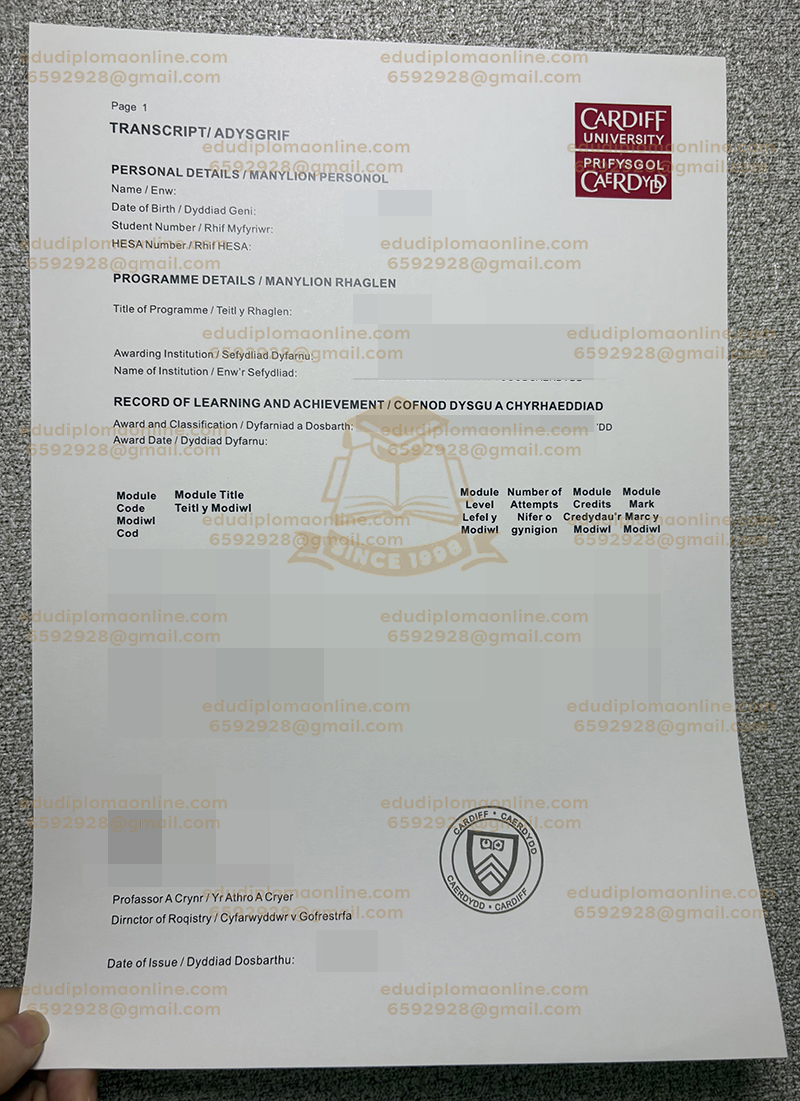 edudiplomaonline.com edudiplomaonline.com
6592928@gmail.com 6592928@gmail.com
Page 1
TRANSCRIPT/ ADYSGRIF
CARDIFF
UNIVERSITY
PRIFYSGOL
CAERDYDD
edudiplomaonline.com edudiplomaonline.com
6592928@gmail.com 6592928@gmail.com
PERSONAL DETAILS / MANYLION PERSONOL
Name / Enw:
Date of Birth / Dyddiad Geni:
Student Number / Rhif Myfyriwr:
HESA Number / Rhif HESA:
edudiplomaonline.com edudiplomaonline.com
6592928@gmail.com 6592928@gmail.com
PROGRAMME DETAILS / MANYLION RHAGLEN
Title of Programme / Teitl y Rhaglen:
edudiplomaonline.com edudiplomaonline.com
6592928@gmail.com 6592928@gmail.com
Awarding Institution / Sefydliad Dyfarnu:
Name of Institution / Enw'r Sefydliad:
RECORD OF LEARNING AND ACHIEVEMENT / COFNOD DYSGU A CHYRHAEDDIAD
Award and Classification / Dyfarniad a Dosbarth: 'DD
Award Date / Dyddiad Dyfarnu:
edudiplomaonline.com edudiplomaonline.com
6592928@gmail.com 6592928@gmail.com
Module Module Title Module Number of Module Module
Code Teitl y Modiwl Level Attempts Credits Mark
Modiwl Lefel y Nifer o Credydau'r Marc y
Cod Modiwl gynigion Modiwl Modiwl
edudiplomaonline.com edudiplomaonline.com
6592928@gmail.com 6592928@gmail.com
SINCE 1998
edudiplomaonline.com edudiplomaonline.com
6592928@gmail.com 6592928@gmail.com
edudiplomaonline.com edudiplomaonline.com
6592928@gmail.com 6592928@gmail.com
edudiplomaonline.com edudiplomaonline.com
6592928@gmail.com 6592928@gmail.com
CARDIFF • CAERDYDD
CAERDYDD • CARDIFF
edudiplomaonline.com edudiplomaonline.com
6592928@gmail.com 6592928@gmail.com
Professor A Crynr / Yr Athro A Cryer
Dirnctor of Roqistry / Cyfarwyddwr v Gofrestrfa
Date of Issue / Dyddiad Dosbarthu:
edudiplomaonline.com edudiplomaonline.com
6592928@gmail.com 6592928@gmail.com